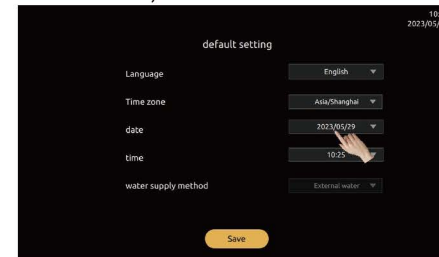 10:
2023/05/
default setting
Language English
Time zone Asia/Shanghai
date 2023/05/29
time 10:25
water supply method External water
Save